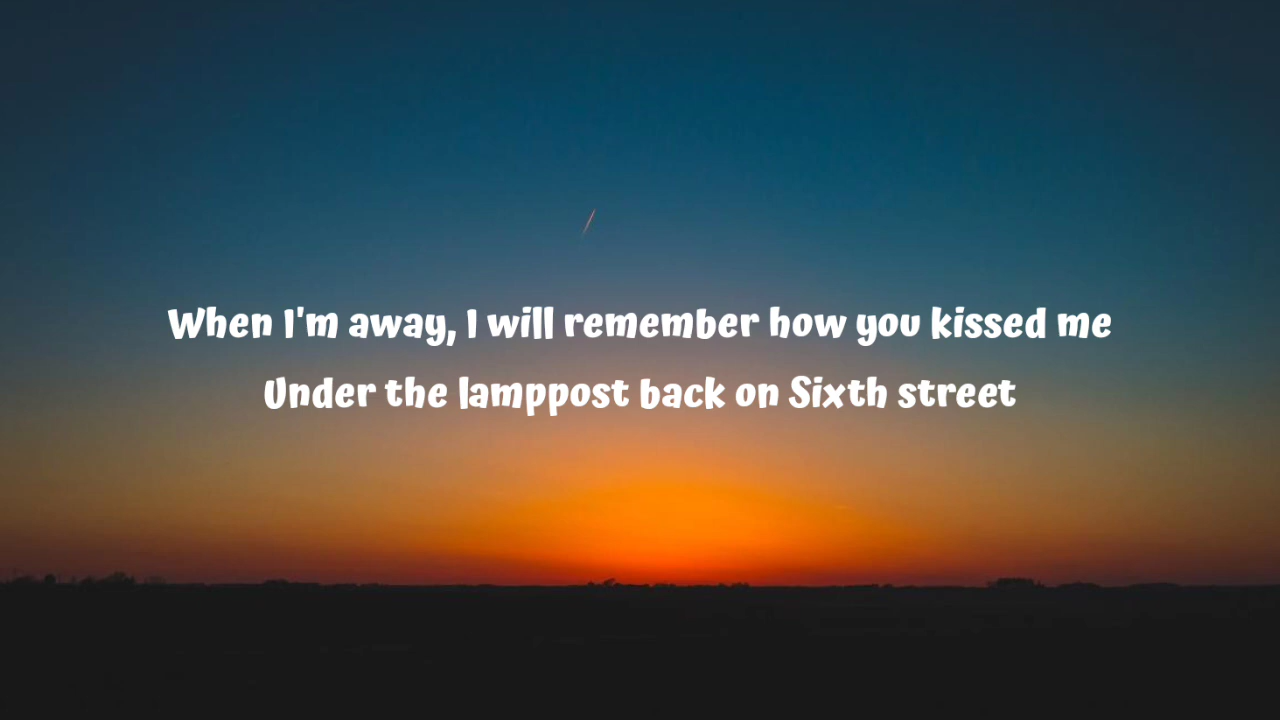 When I'm away, I will remember how you kissed me
Under the lamppost back on Sixth street